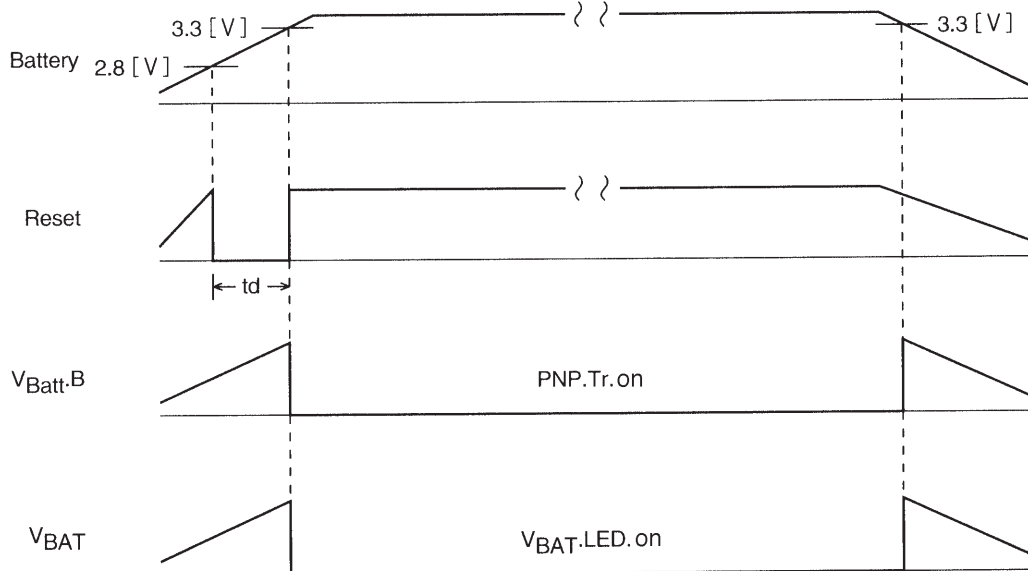 3.3 [ V ]
3.3 [ V ]
Battery
2.8 [ V ]
Reset
td
VBatt.B
PNP.Tr.on
VBAT
VBAT.LED.on